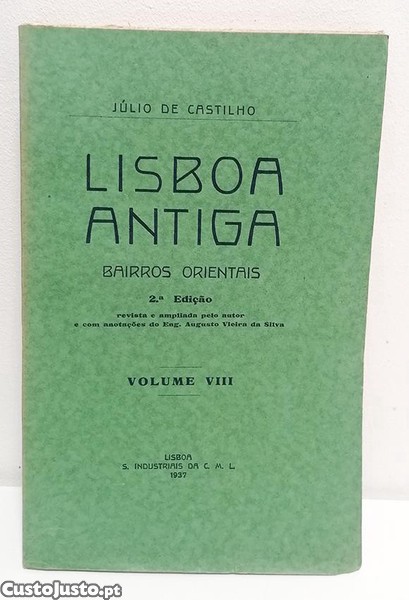 JÚLIO DE CASTILHO
LISBOA
ANTIGA
BAIRROS ORIENTAIS
2.ª Edição
revista e ampliada pelo autor
e com anotações do Eng. Augusto Vieira da Silva
VOLUME VIII
LISBOA
S. INDUSTRIAIS DA C. M. L.
1937
CustoJusto.pt